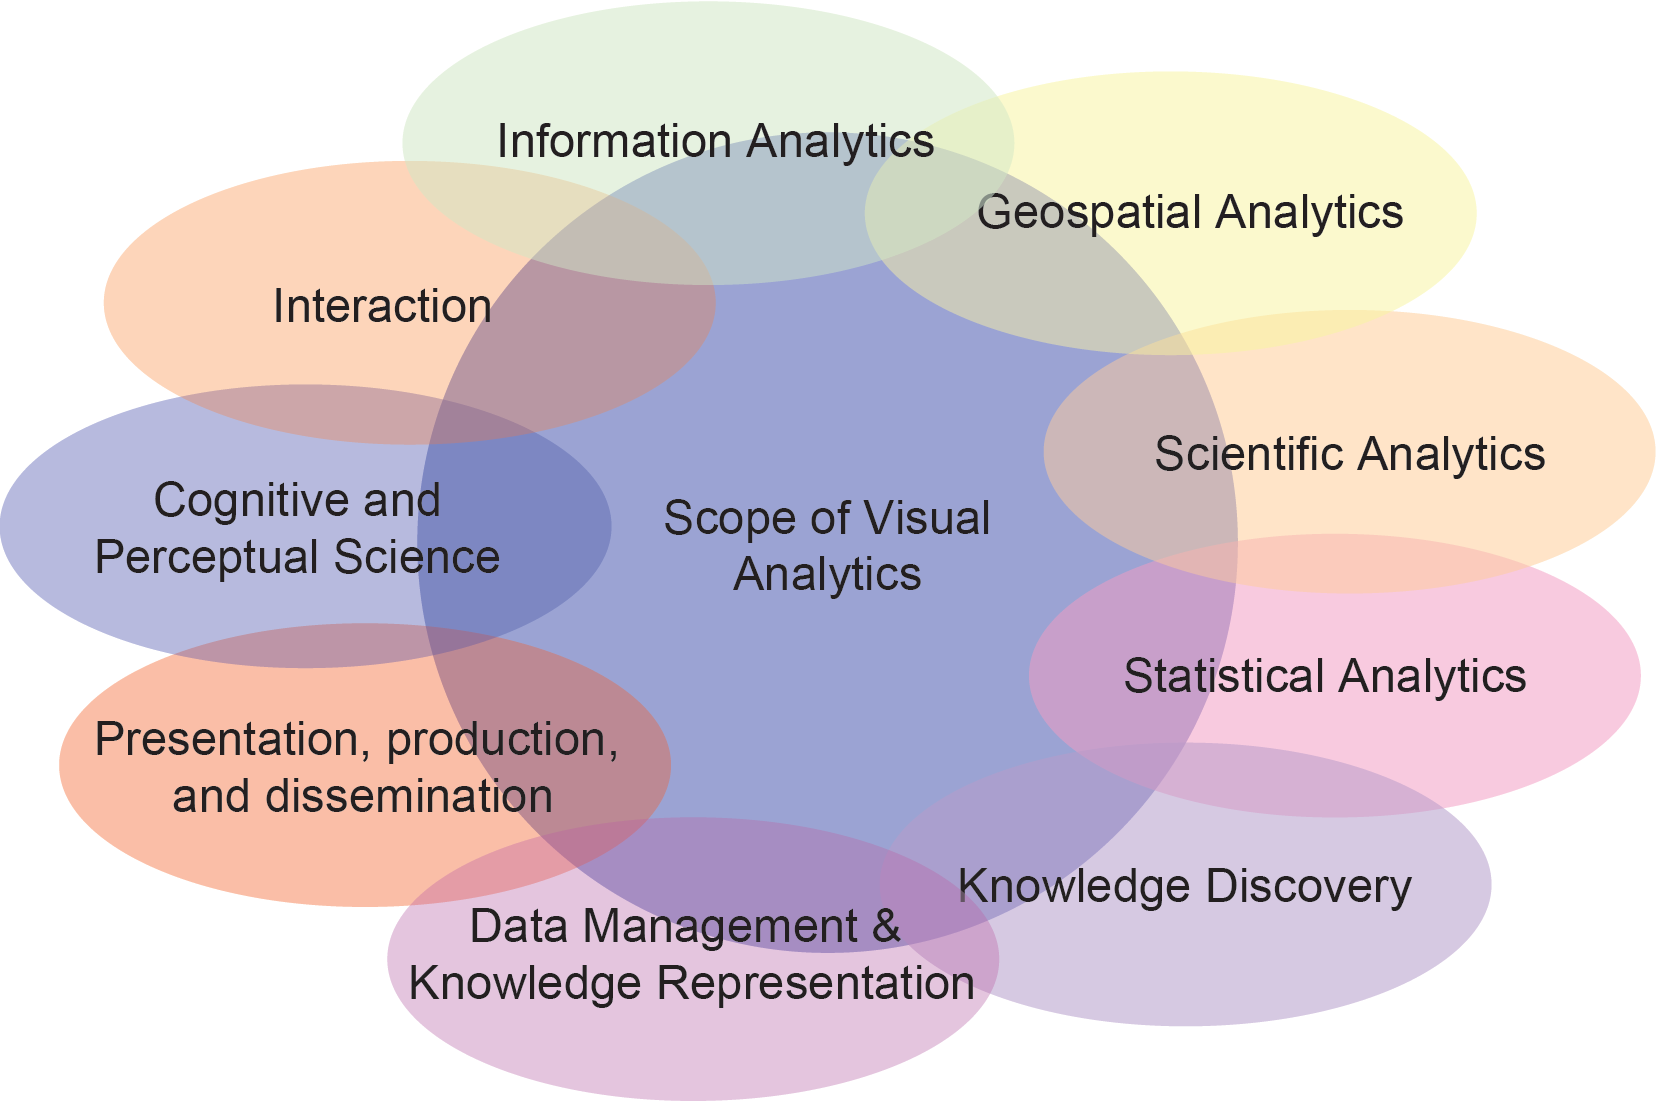 Information Analytics
Geospatial Analytics
Interaction
Scientific Analytics
Cognitive and
Perceptual Science
Scope of Visual
Analytics
Statistical Analytics
Presentation, production,
and dissemination
Knowledge Discovery
Data Management &
Knowledge Representation